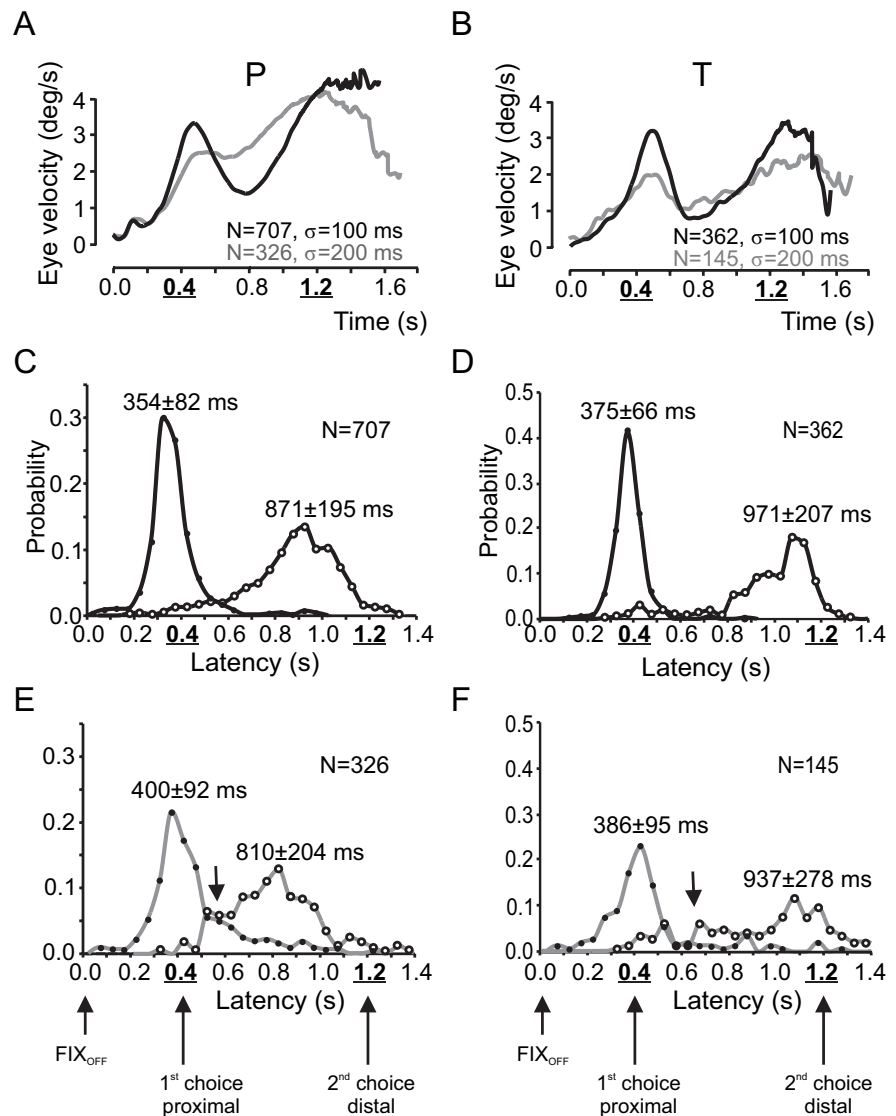 A
P
Eye velocity (deg/s)
4
3
2
1
0
N=707, σ=100 ms
N=326, σ=200 ms
0.0 0.4 0.8 1.2 1.6
Time (s)
B
T
Eye velocity (deg/s)
4
3
2
1
0
N=362, σ=100 ms
N=145, σ=200 ms
0.0 0.4 0.8 1.2 1.6
Time (s)
C
354±82 ms
N=707
871±195 ms
Probability
0.3
0.2
0.1
0.0
0.0 0.2 0.4 0.6 0.8 1.0 1.2 1.4
Latency (s)
D
375±66 ms
N=362
971±207 ms
Probability
0.5
0.4
0.3
0.2
0.1
0.0
0.0 0.2 0.4 0.6 0.8 1.0 1.2 1.4
Latency (s)
E
N=326
400±92 ms
810±204 ms
0.3
0.2
0.1
0.0
0.0 0.4 0.6 0.8 1.0 1.2 1.4
Latency (s)
FIXOFF
1st choice
proximal
2nd choice
distal
F
N=145
386±95 ms
937±278 ms
0.5
0.4
0.3
0.2
0.1
0.0
0.0 0.2 0.4 0.6 0.8 1.0 1.2 1.4
Latency (s)
FIXOFF
1st choice
proximal
2nd choice
distal